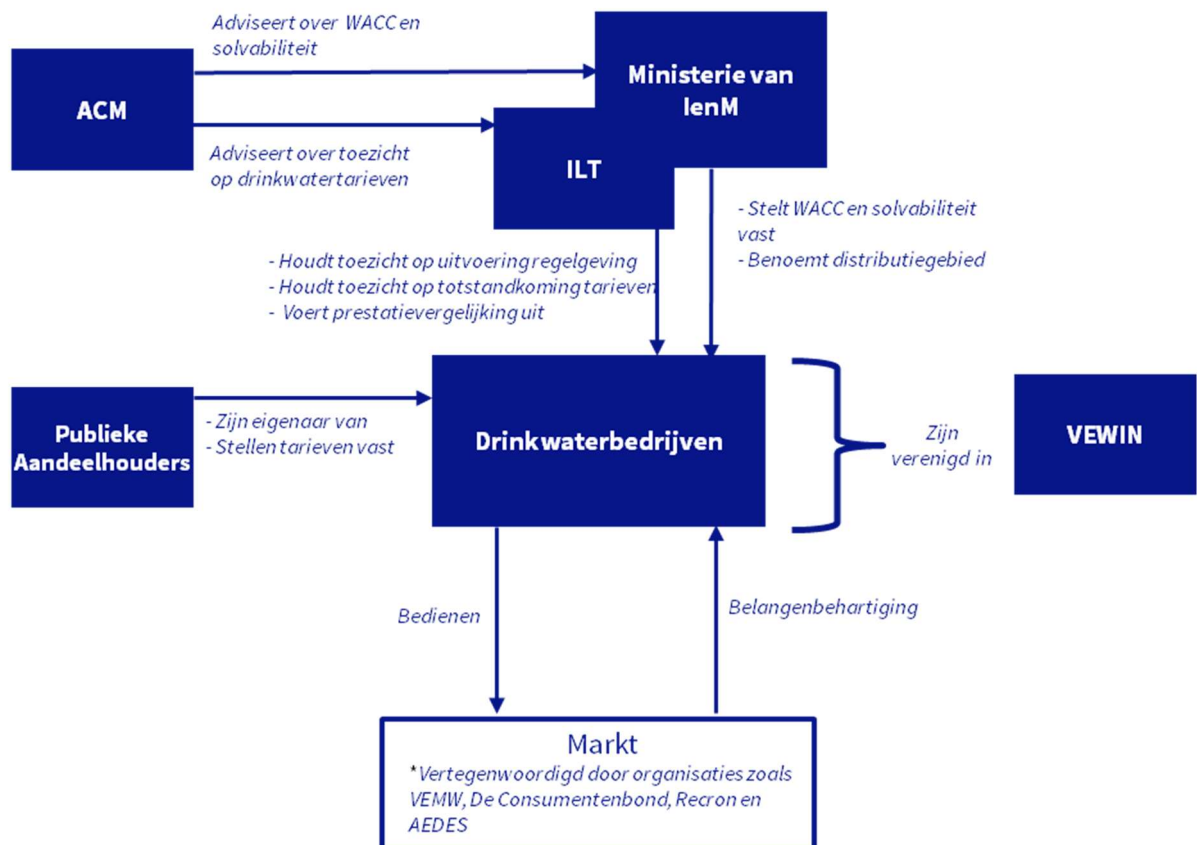 Adviseert over WACC en
solvabiliteit
ACM
Ministerie van
IenM
Adviseert over toezicht
op drinkwatertarieven
ILT
- Stelt WACC en solvabiliteit
vast
- Benoemt distributiegebied
- Houdt toezicht op uitvoering regelgeving
- Houdt toezicht op totstandkoming tarieven
- Voert prestatievergelijking uit
Publieke
Aandeelhouders
- Zijn eigenaar van
- Stellen tarieven vast
Drinkwaterbedrijven
Zijn
verenigd in
VEWIN
Bedienen
Belangenbehartiging
Markt
*Vertegenwoordigd door organisaties zoals
VEMW, De Consumentenbond, Recron en
AEDES